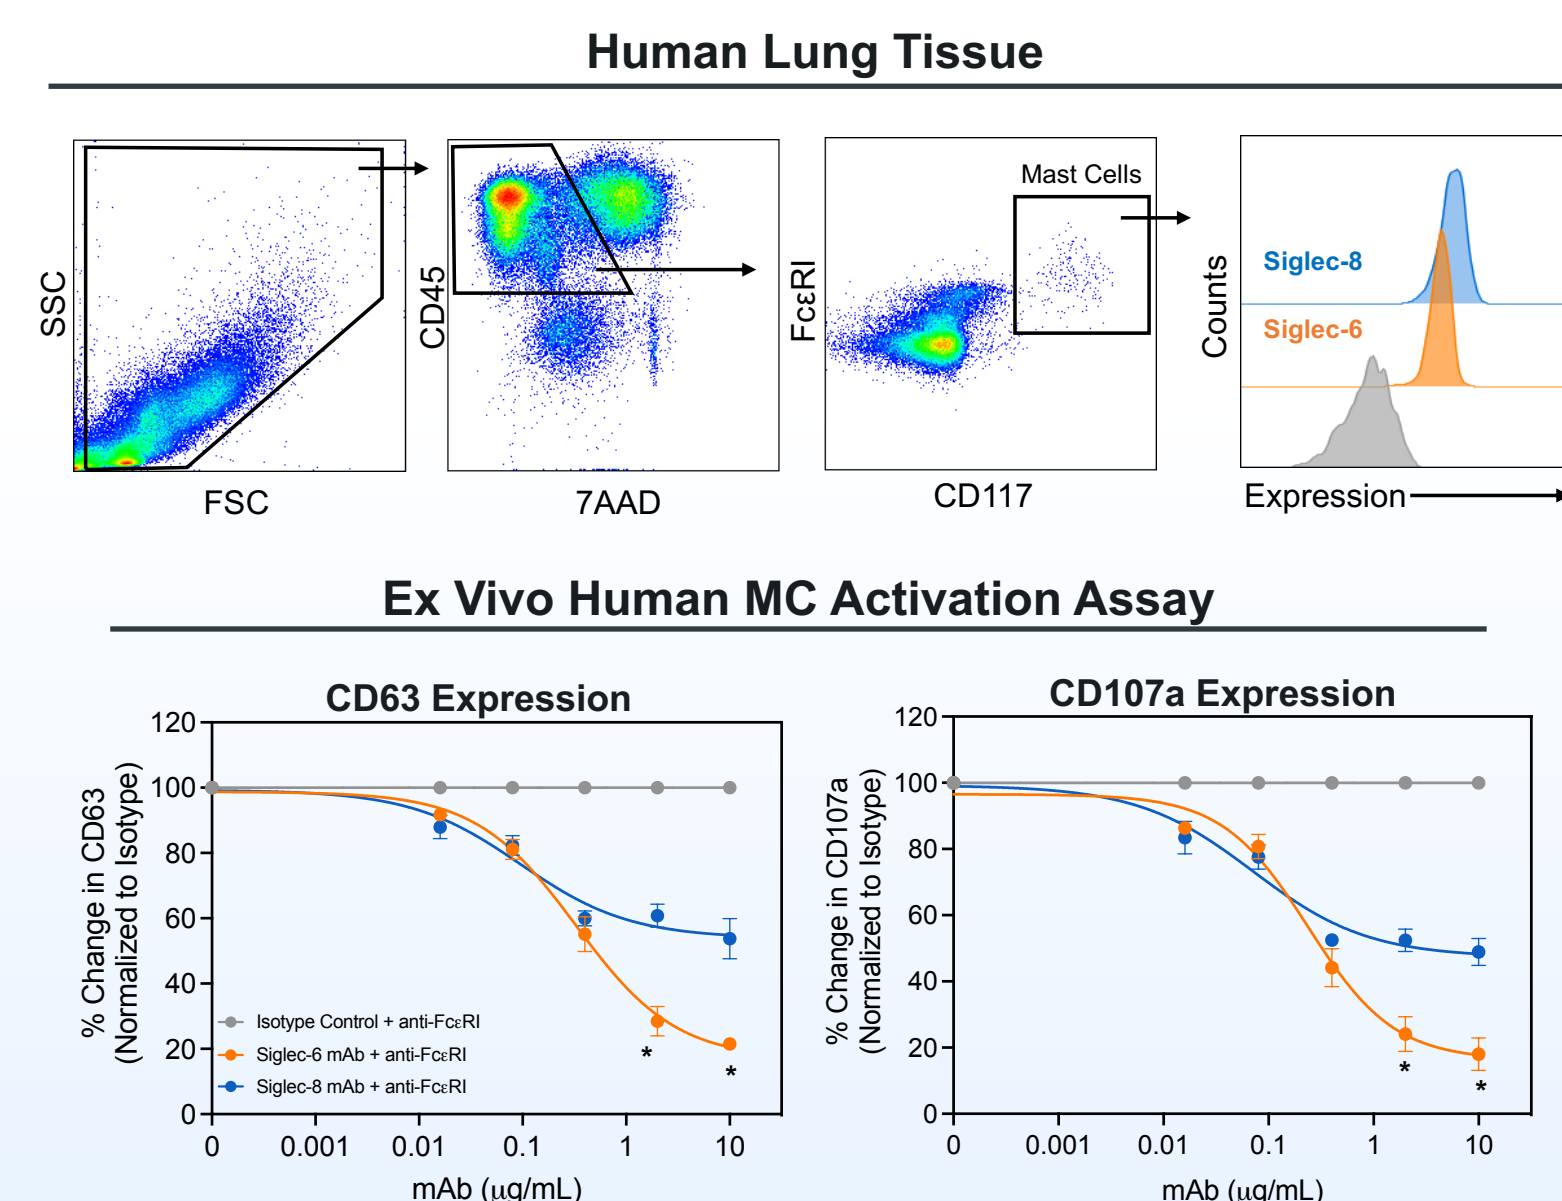 Human Lung Tissue
SSC
FSC
CD45
7AAD
FcεRI
Mast Cells
CD117
Counts
Siglec-8
Siglec-6
Expression
Ex Vivo Human MC Activation Assay
CD63 Expression
% Change in CD63
(Normalized to Isotype)
120
100
80
60
40
20
0
Isotype Control + anti-FcεRI
Siglec-6 mAb + anti-FcεRI
Siglec-8 mAb + anti-FcεRI
*
*
0 0.001 0.01 0.1 1 10
mAb (μg/mL)
CD107a Expression
% Change in CD107a
(Normalized to Isotype)
120
100
80
60
40
20
0
*
*
0 0.001 0.01 0.1 1 10
mAb (μg/mL)